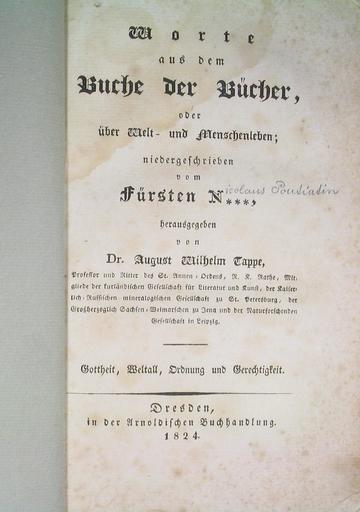 Worte
aus dem
Buche der Bücher,
oder
über Welt- und Menschenleben;
niedergeschrieben
vom
Fürsten N***, icolaus Poutiatin
herausgegeben
von
Dr. August Wilhelm Tappe,
Professor und Ritter des St. Annen-Ordens, R. K. Rathe, Mit-
gliede der kurländischen Gesellschaft für Literatur und Kunst, der Kaiser-
lich-Russischen mineralogischen Gesellschaft zu St. Petersburg, der
Großherzoglich Sachsen-Weimarschen zu Jena und der Naturforschenden
Gesellschaft in Leipzig.
Gottheit, Weltall, Ordnung und Gerechtigkeit.
Dresden,
in der Arnoldischen Buchhandlung.
1824.